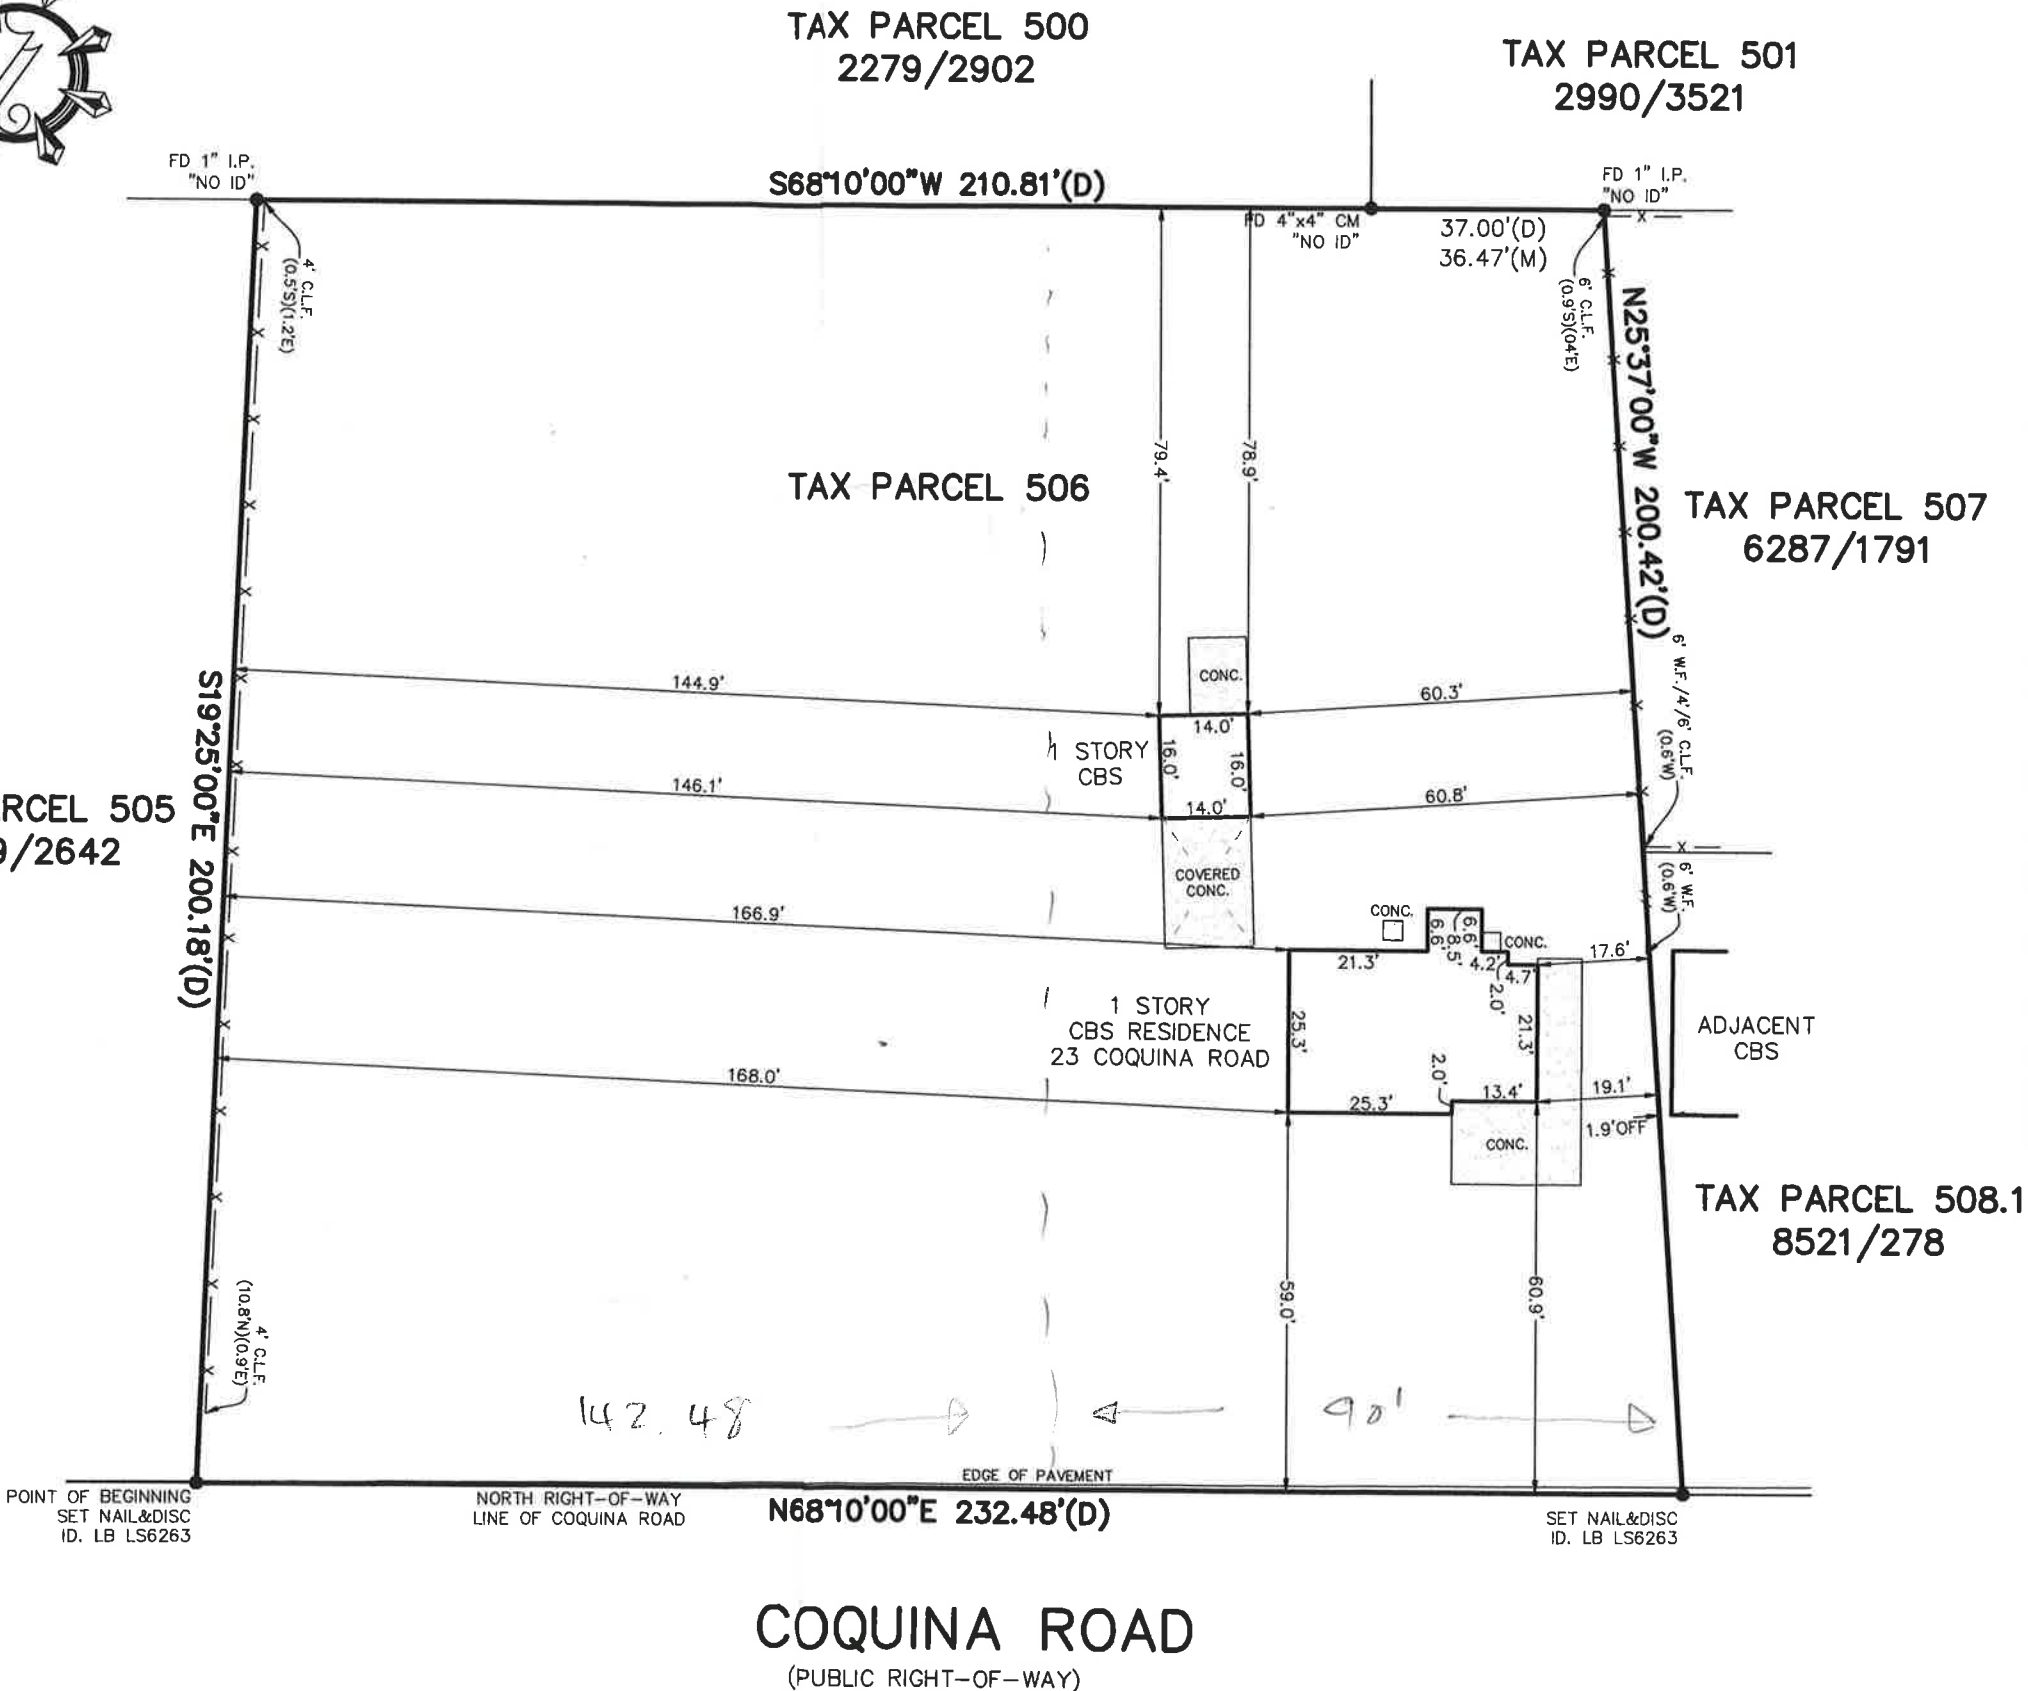 TAX PARCEL 500
2279/2902
TAX PARCEL 501
2990/3521
FD 1" I.P.
"NO ID"
S68°10'00"W 210.81'(D)
FD 1" I.P.
"NO ID"
X
FD 4"x4" CM
"NO ID"
37.00'(D)
36.47'(M)
4' C.L.F.
(0.5'S)(1.2'E)
6' C.L.F.
(0.9'S)(04'E)
N25°37'00"W 200.42'(D)
79.4'
78.9'
TAX PARCEL 506
TAX PARCEL 507
6287/1791
CONC.
144.9'
60.3'
14.0'
6' W.F./4'/6' C.L.F.
(0.6'W)
S19°25'00"E 200.18'(D)
1 STORY
CBS
16.0'
16.0'
146.1'
14.0'
60.8'
RCEL 505
9/2642
X
COVERED
CONC.
6' W.F.
(0.6'W)
166.9'
CONC.
6.6'
8.5'
6.6'
CONC.
21.3'
4.2'
4.7'
17.6'
2.0'
1 STORY
CBS RESIDENCE
23 COQUINA ROAD
25.3'
21.3'
ADJACENT
CBS
168.0'
2.0'
25.3'
13.4'
19.1'
1.9'OFF
CONC.
TAX PARCEL 508.1
8521/278
59.0'
60.9'
4' C.L.F.
(10.8'N)(0.9'E)
142.48
90'
EDGE OF PAVEMENT
POINT OF BEGINNING
SET NAIL&DISC
ID. LB LS6263
NORTH RIGHT-OF-WAY
LINE OF COQUINA ROAD
N68°10'00"E 232.48'(D)
SET NAIL&DISC
ID. LB LS6263
COQUINA ROAD
(PUBLIC RIGHT-OF-WAY)